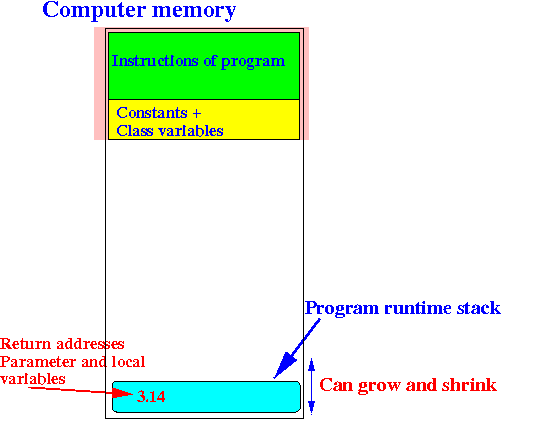 Computer memory
Instructions of program
Constants +
Class variables
Program runtime stack
Return addresses
Parameter and local
variables
Can grow and shrink
3.14